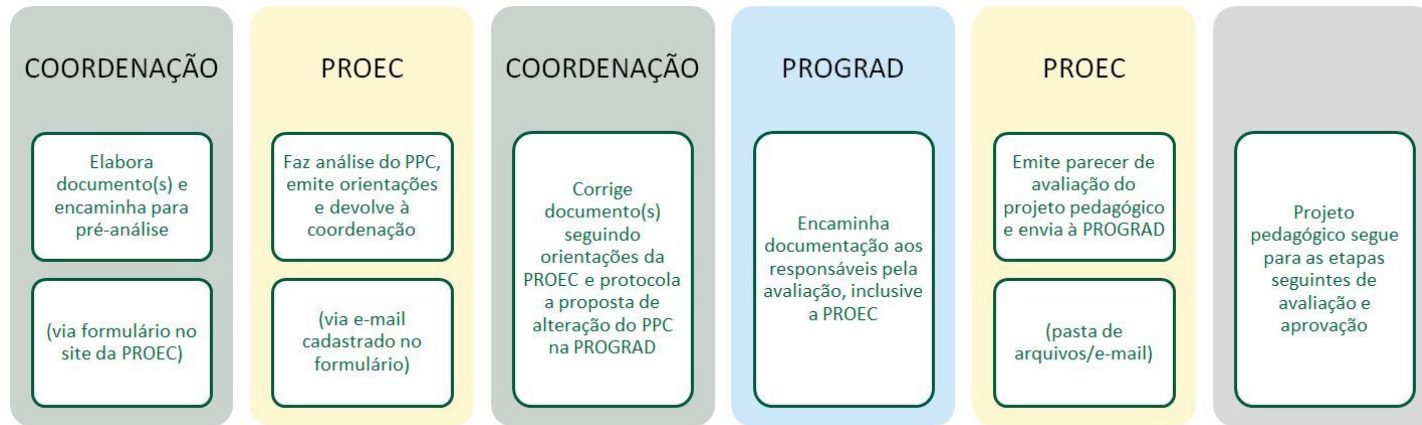 COORDENAÇÃO
Elabora
documento(s) e
encaminha para
pré-análise
(via formulário no
site da PROEC)
PROEC
Faz análise do PPC,
emite orientações
e devolve à
coordenação
(via e-mail
cadastrado no
formulário)
COORDENAÇÃO
Corrige
documento(s)
seguindo
orientações da
PROEC e protocola
a proposta de
alteração do PPC
na PROGRAD
PROGRAD
Encaminha
documentação aos
responsáveis pela
avaliação, inclusive
a PROEC
PROEC
Emite parecer de
avaliação do
projeto pedagógico
e envia à PROGRAD
(pasta de
arquivos/e-mail)
Projeto
pedagógico segue
para as etapas
seguintes de
avaliação e
aprovação